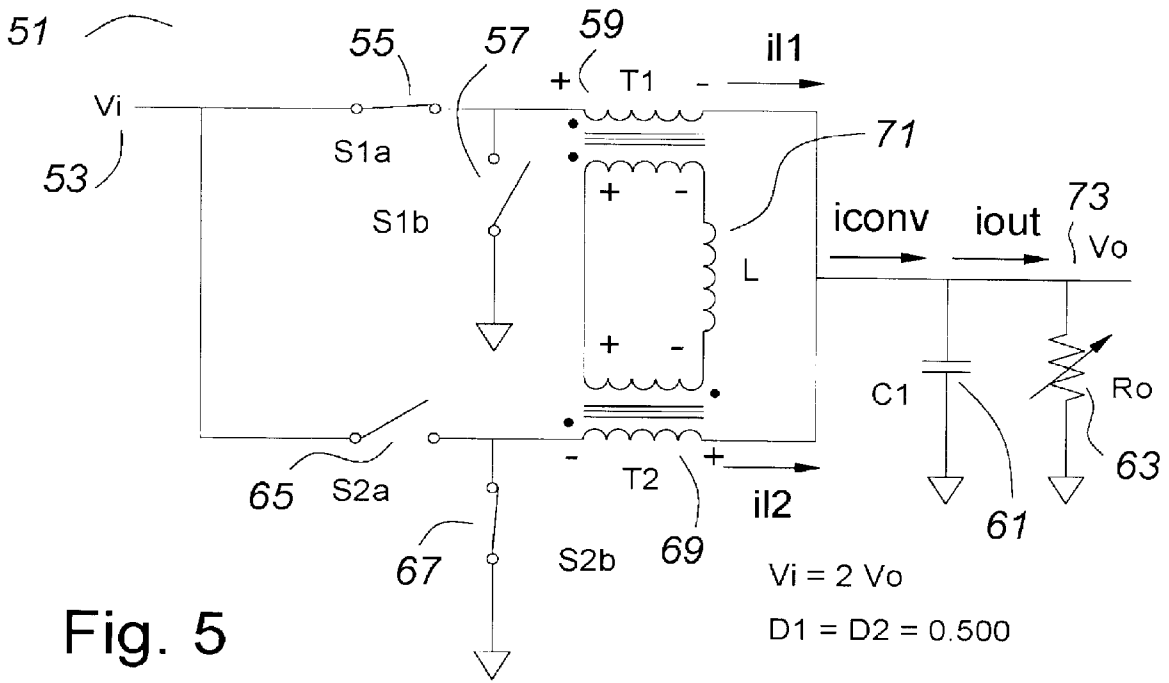 51
55
57
59
+ T1 - il1
Vi
53
S1a
S1b
71
+ -
L
+ -
iconv iout
73
Vo
C1
Ro
61
63
65
S2a
- T2 +
il2
67
69
S2b
Vi = 2 Vo
D1 = D2 = 0.500
Fig. 5